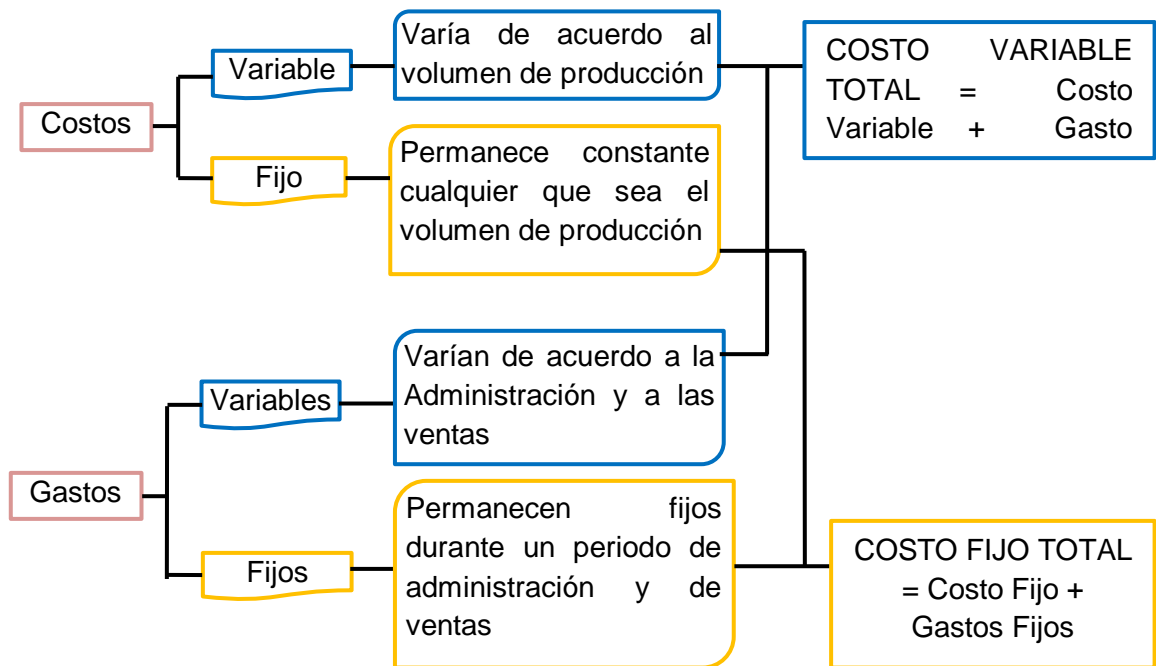 Costos
Variable
Varía de acuerdo al
volumen de producción
COSTO VARIABLE
TOTAL = Costo
Variable + Gasto
Fijo
Permanece constante
cualquier que sea el
volumen de producción
Gastos
Variables
Varían de acuerdo a la
Administración y a las
ventas
Fijos
Permanecen fijos
durante un periodo de
administración y de
ventas
COSTO FIJO TOTAL
= Costo Fijo +
Gastos Fijos